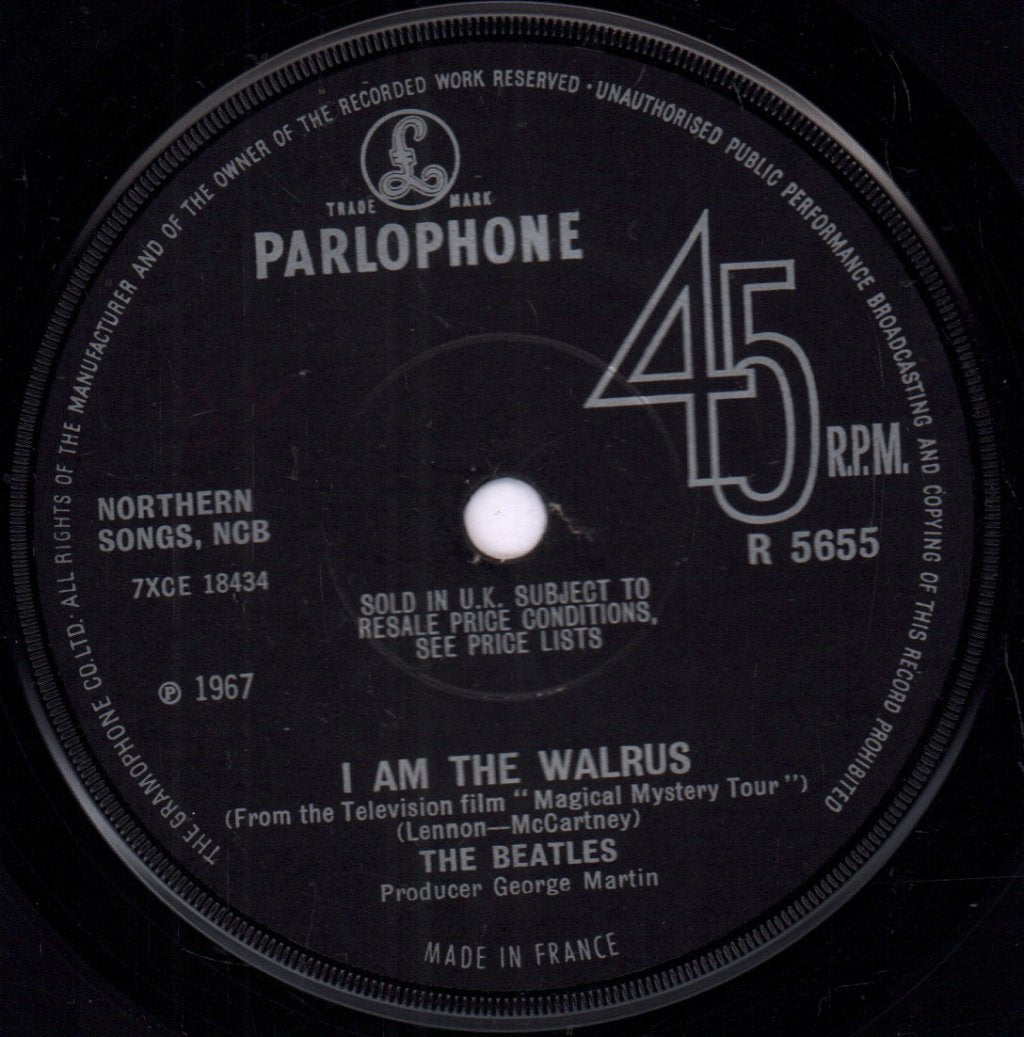 THE GRAMOPHONE CO. LTD. · ALL RIGHTS OF THE MANUFACTURER AND OF THE OWNER OF THE RECORDED WORK RESERVED · UNAUTHORISED PUBLIC PERFORMANCE BROADCASTING AND COPYING OF THIS RECORD PROHIBITED
£
TRADE MARK
PARLOPHONE
45 R.P.M.
R 5655
NORTHERN
SONGS, NCB
7XCE 18434
SOLD IN U.K. SUBJECT TO
RESALE PRICE CONDITIONS,
SEE PRICE LISTS
℗ 1967
I AM THE WALRUS
(From the Television film "Magical Mystery Tour")
(Lennon—McCartney)
THE BEATLES
Producer George Martin
MADE IN FRANCE